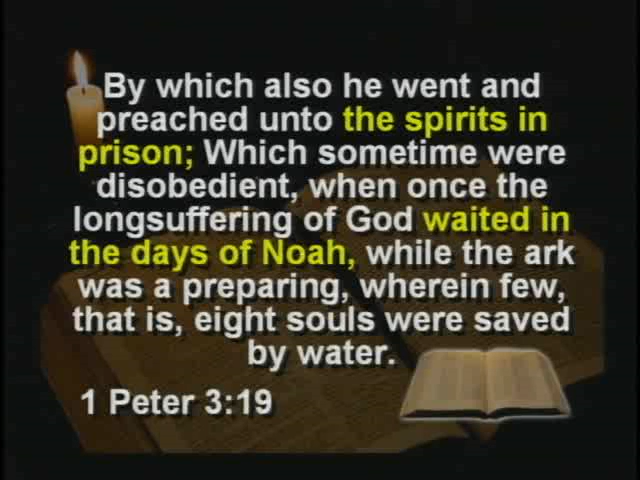 By which also he went and
preached unto the spirits in
prison; Which sometime were
disobedient, when once the
longsuffering of God waited in
the days of Noah, while the ark
was a preparing, wherein few,
that is, eight souls were saved
by water.
1 Peter 3:19